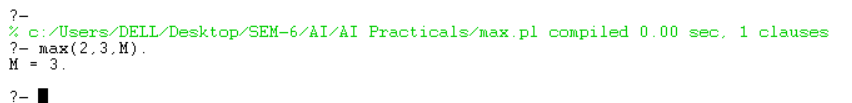 ?-
% c:/Users/DELL/Desktop/SEM-6/AI/AI Practicals/max.pl compiled 0.00 sec, 1 clauses
?- max(2,3,M).
M = 3.
?-